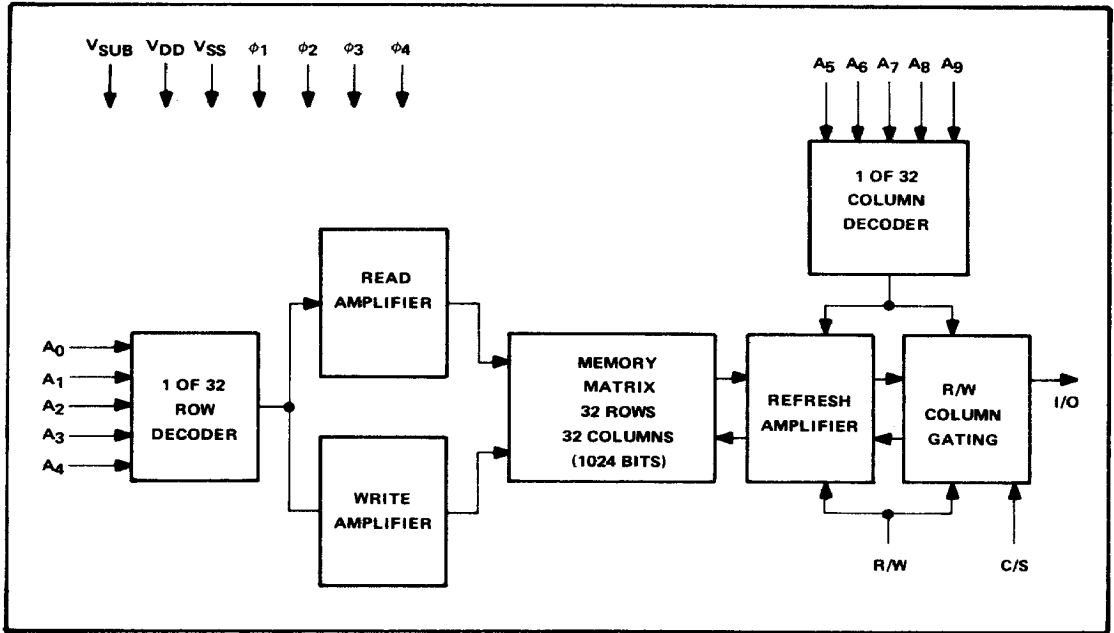 VSUB VDD VSS ϕ1 ϕ2 ϕ3 ϕ4
A5 A6 A7 A8 A9
1 OF 32
COLUMN
DECODER
READ
AMPLIFIER
A0
A1
A2
A3
A4
1 OF 32
ROW
DECODER
MEMORY
MATRIX
32 ROWS
32 COLUMNS
(1024 BITS)
REFRESH
AMPLIFIER
R/W
COLUMN
GATING
I/O
WRITE
AMPLIFIER
R/W
C/S